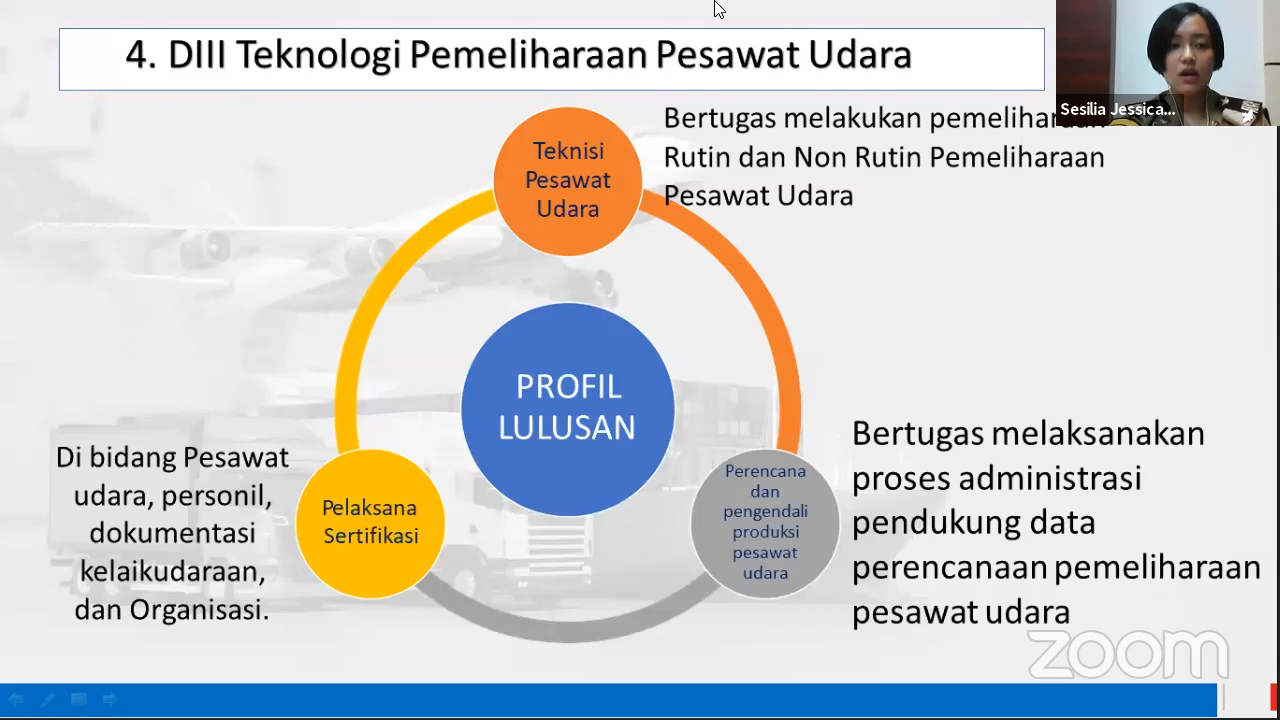 4. DIII Teknologi Pemeliharaan Pesawat Udara
Sesilia Jessica...
Teknisi
Pesawat
Udara
Bertugas melakukan pemeliharaan
Rutin dan Non Rutin Pemeliharaan
Pesawat Udara
PROFIL
LULUSAN
Di bidang Pesawat
udara, personil,
dokumentasi
kelaikudaraan,
dan Organisasi.
Pelaksana
Sertifikasi
Perencana
dan
pengendali
produksi
pesawat
udara
Bertugas melaksanakan
proses administrasi
pendukung data
perencanaan pemeliharaan
pesawat udara
zoom